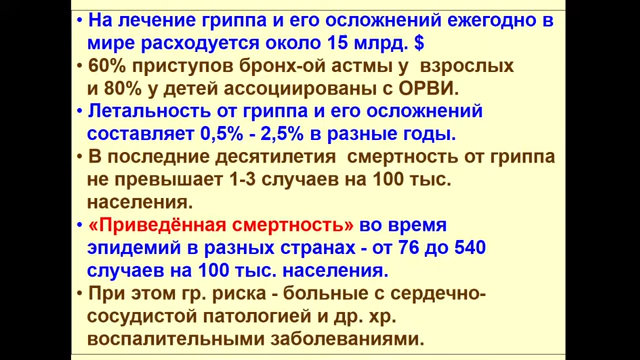 • На лечение гриппа и его осложнений ежегодно в
мире расходуется около 15 млрд. $
• 60% приступов бронх-ой астмы у взрослых
и 80% у детей ассоциированы с ОРВИ.
• Летальность от гриппа и его осложнений
составляет 0,5% - 2,5% в разные годы.
• В последние десятилетия смертность от гриппа
не превышает 1-3 случаев на 100 тыс.
населения.
• «Приведённая смертность» во время
эпидемий в разных странах - от 76 до 540
случаев на 100 тыс. населения.
• При этом гр. риска - больные с сердечно-
сосудистой патологией и др. хр.
воспалительными заболеваниями.